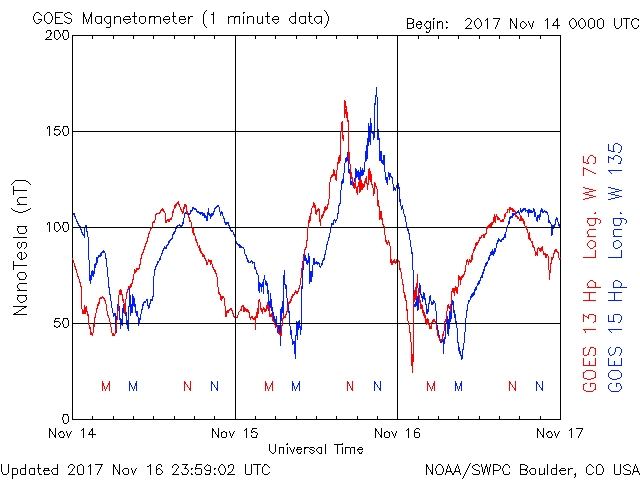 GOES Magnetometer (1 minute data)
Begin: 2017 Nov 14 0000 UTC
200
150
100
50
0
NanoTesla (nT)
M M N N M M N N M M N N
Nov 14 Nov 15 Nov 16 Nov 17
Universal Time
GOES 13 Hp Long. W 75
GOES 15 Hp Long. W 135
Updated 2017 Nov 16 23:59:02 UTC
NOAA/SWPC Boulder, CO USA